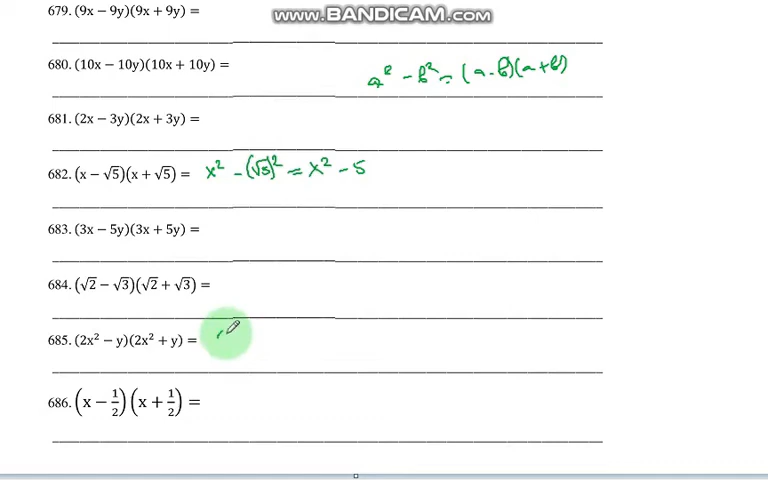 www.BANDICAM.com
679. (9x − 9y)(9x + 9y) =
680. (10x − 10y)(10x + 10y) =
a² − b² = (a-b)(a+b)
681. (2x − 3y)(2x + 3y) =
682. (x − √5)(x + √5) = x² − (√5)² = x² − 5
683. (3x − 5y)(3x + 5y) =
684. (√2 − √3)(√2 + √3) =
685. (2x² − y)(2x² + y) =
686. (x − 1/2)(x + 1/2) =